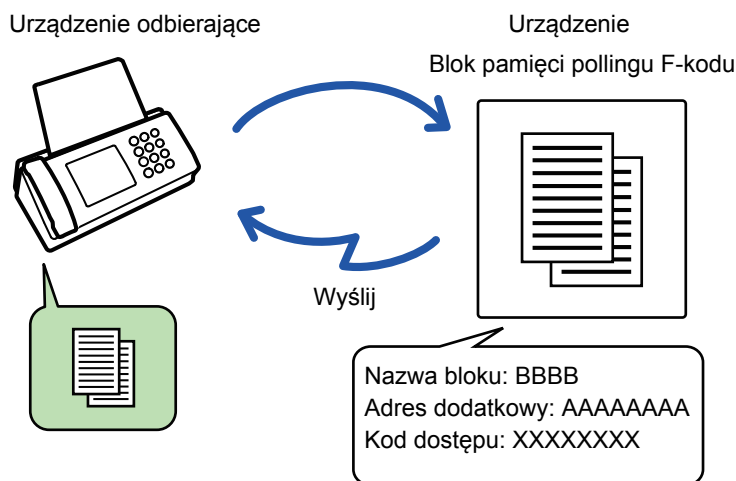 Urządzenie odbierające
Urządzenie
Blok pamięci pollingu F-kodu
Wyślij
Nazwa bloku: BBBB
Adres dodatkowy: AAAAAAAA
Kod dostępu: XXXXXXXX